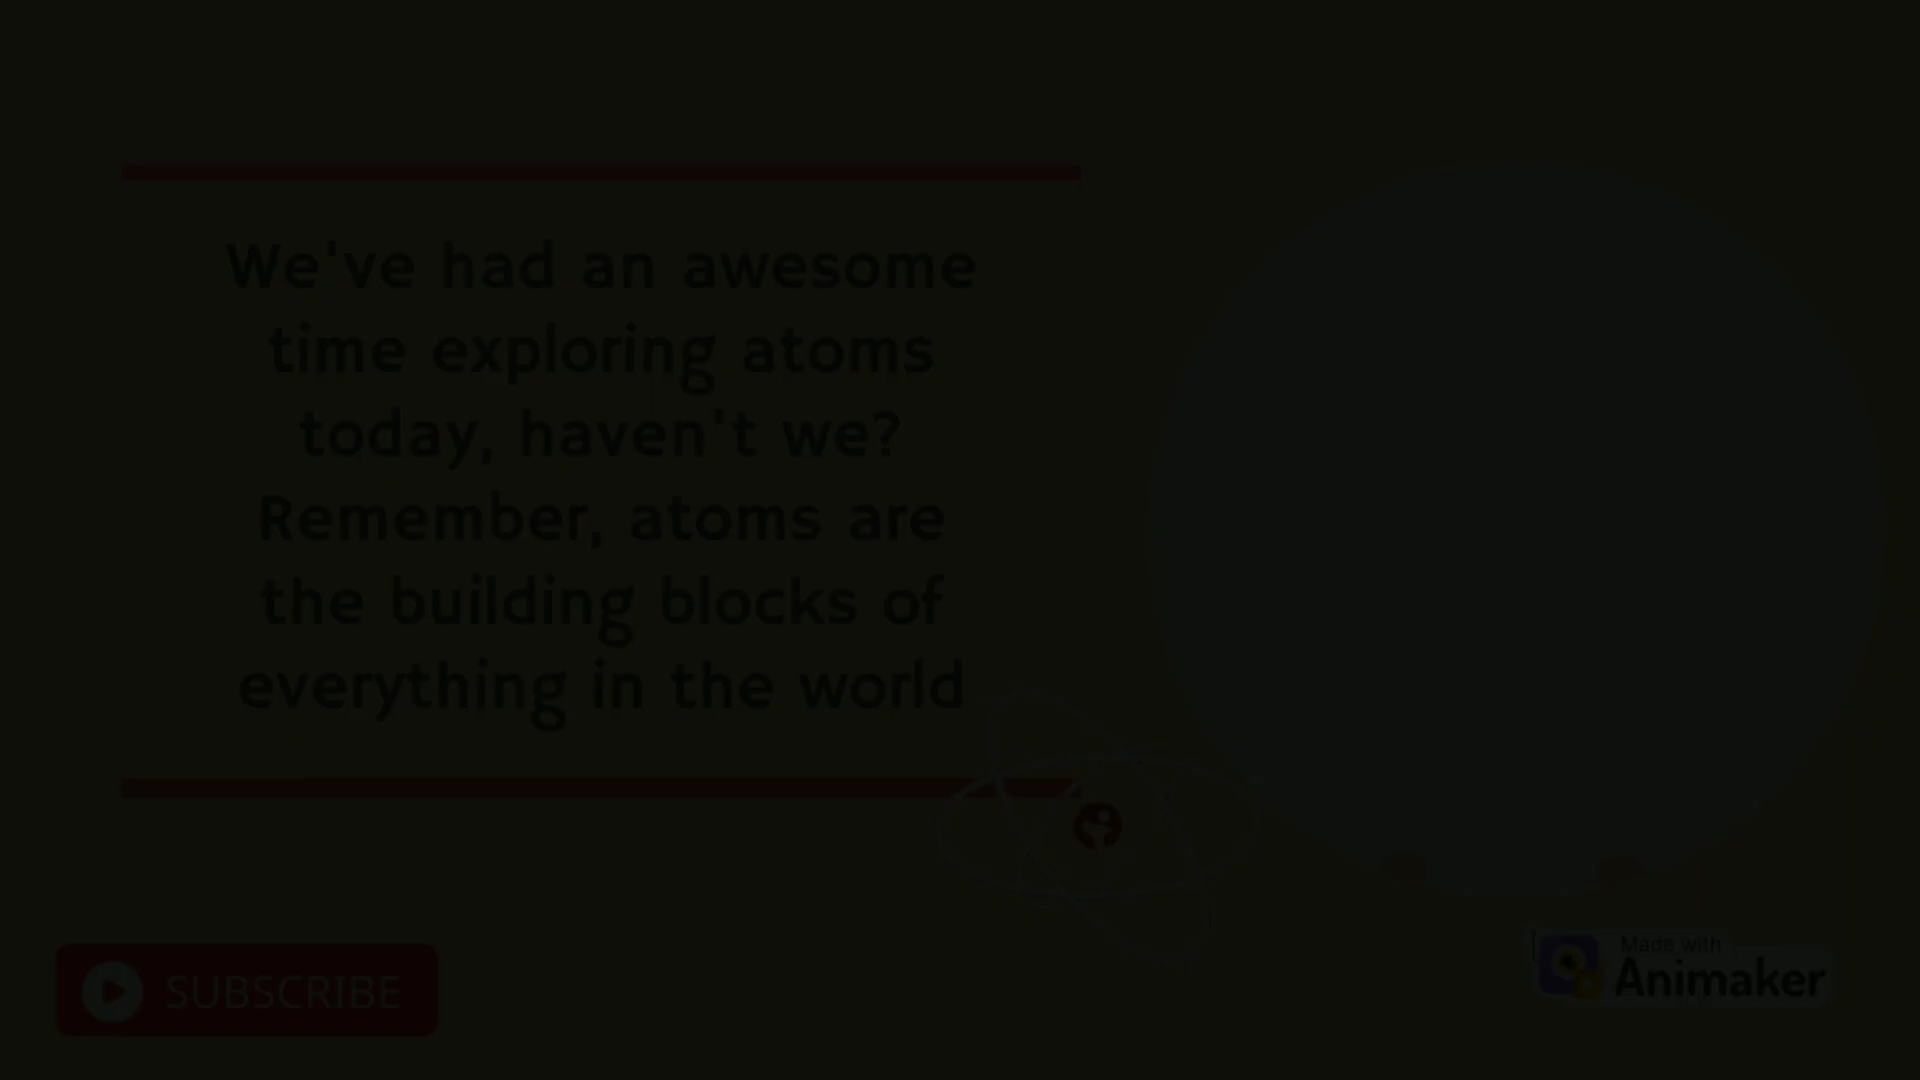 We've had an awesome
time exploring atoms
today, haven't we?
Remember, atoms are
the building blocks of
everything in the world
SUBSCRIBE
Made with
Animaker